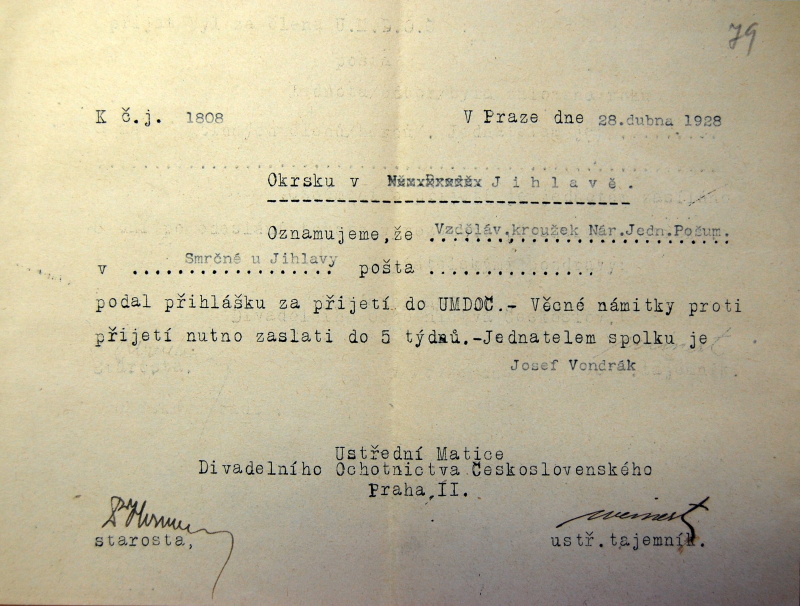 79
K č.j. 1808 V Praze dne 28.dubna 1928
Okrsku v Jihlavě.
Oznamujeme,že Vzděláv.kroužek Nár.Jedn.Pošum.
v Smrčné u Jihlavy pošta ...............
podal přihlášku za přijetí do UMDOČ.- Věcné námitky proti
přijetí nutno zaslati do 5 týdnů.-Jednatelem spolku je
Josef Vondrák
Ustřední Matice
Divadelního Ochotnictva Československého
Praha,II.
starosta, ustř.tajemník.